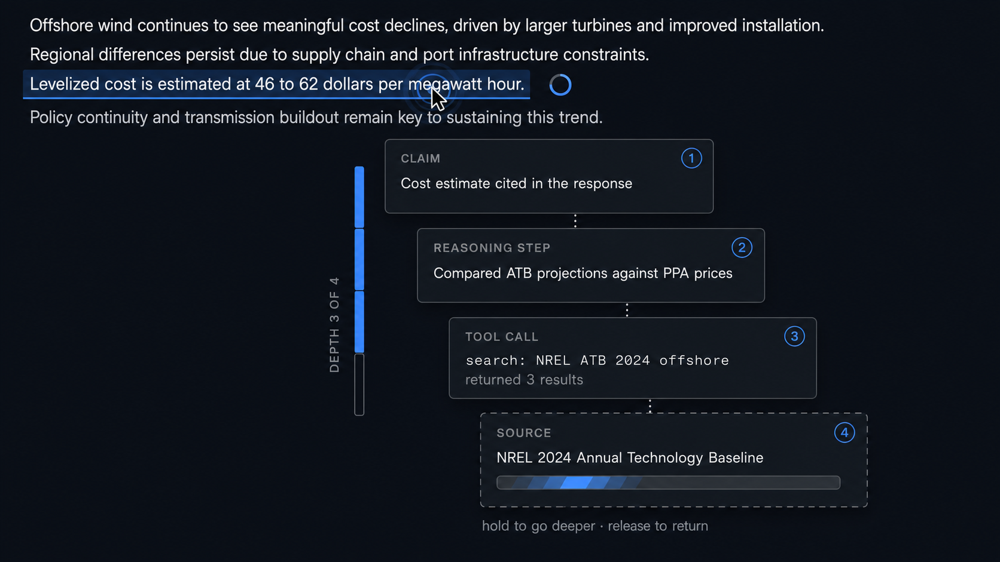 Offshore wind continues to see meaningful cost declines, driven by larger turbines and improved installation.
Regional differences persist due to supply chain and port infrastructure constraints.
Levelized cost is estimated at 46 to 62 dollars per megawatt hour.
Policy continuity and transmission buildout remain key to sustaining this trend.
DEPTH 3 OF 4
CLAIM 1
Cost estimate cited in the response
REASONING STEP 2
Compared ATB projections against PPA prices
TOOL CALL 3
search: NREL ATB 2024 offshore
returned 3 results
SOURCE 4
NREL 2024 Annual Technology Baseline
hold to go deeper · release to return